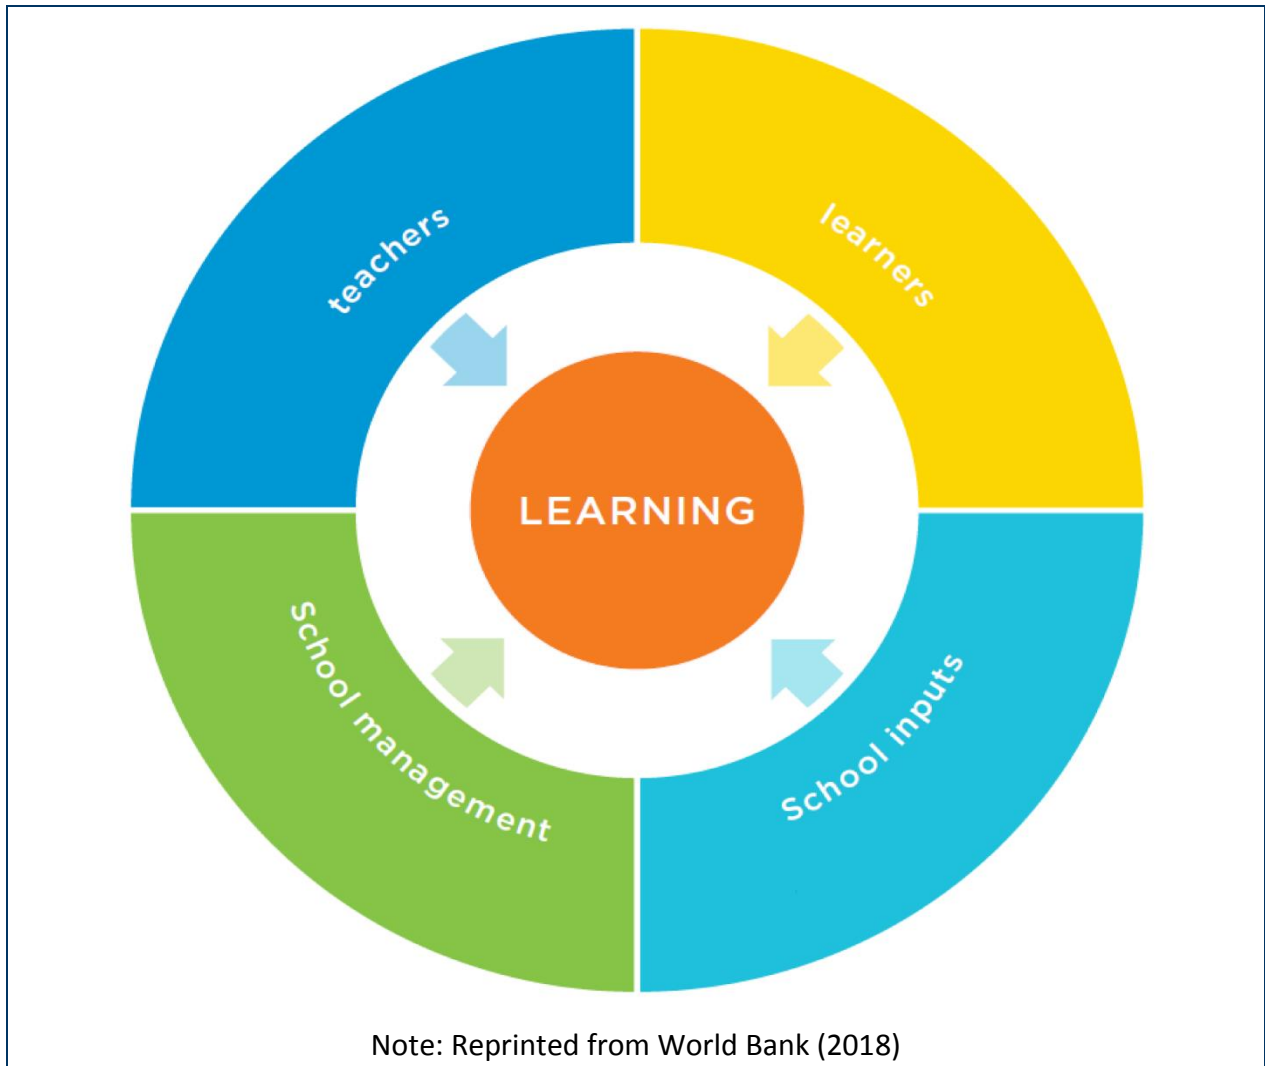 teachers
learners
LEARNING
School management
School inputs
Note: Reprinted from World Bank (2018)